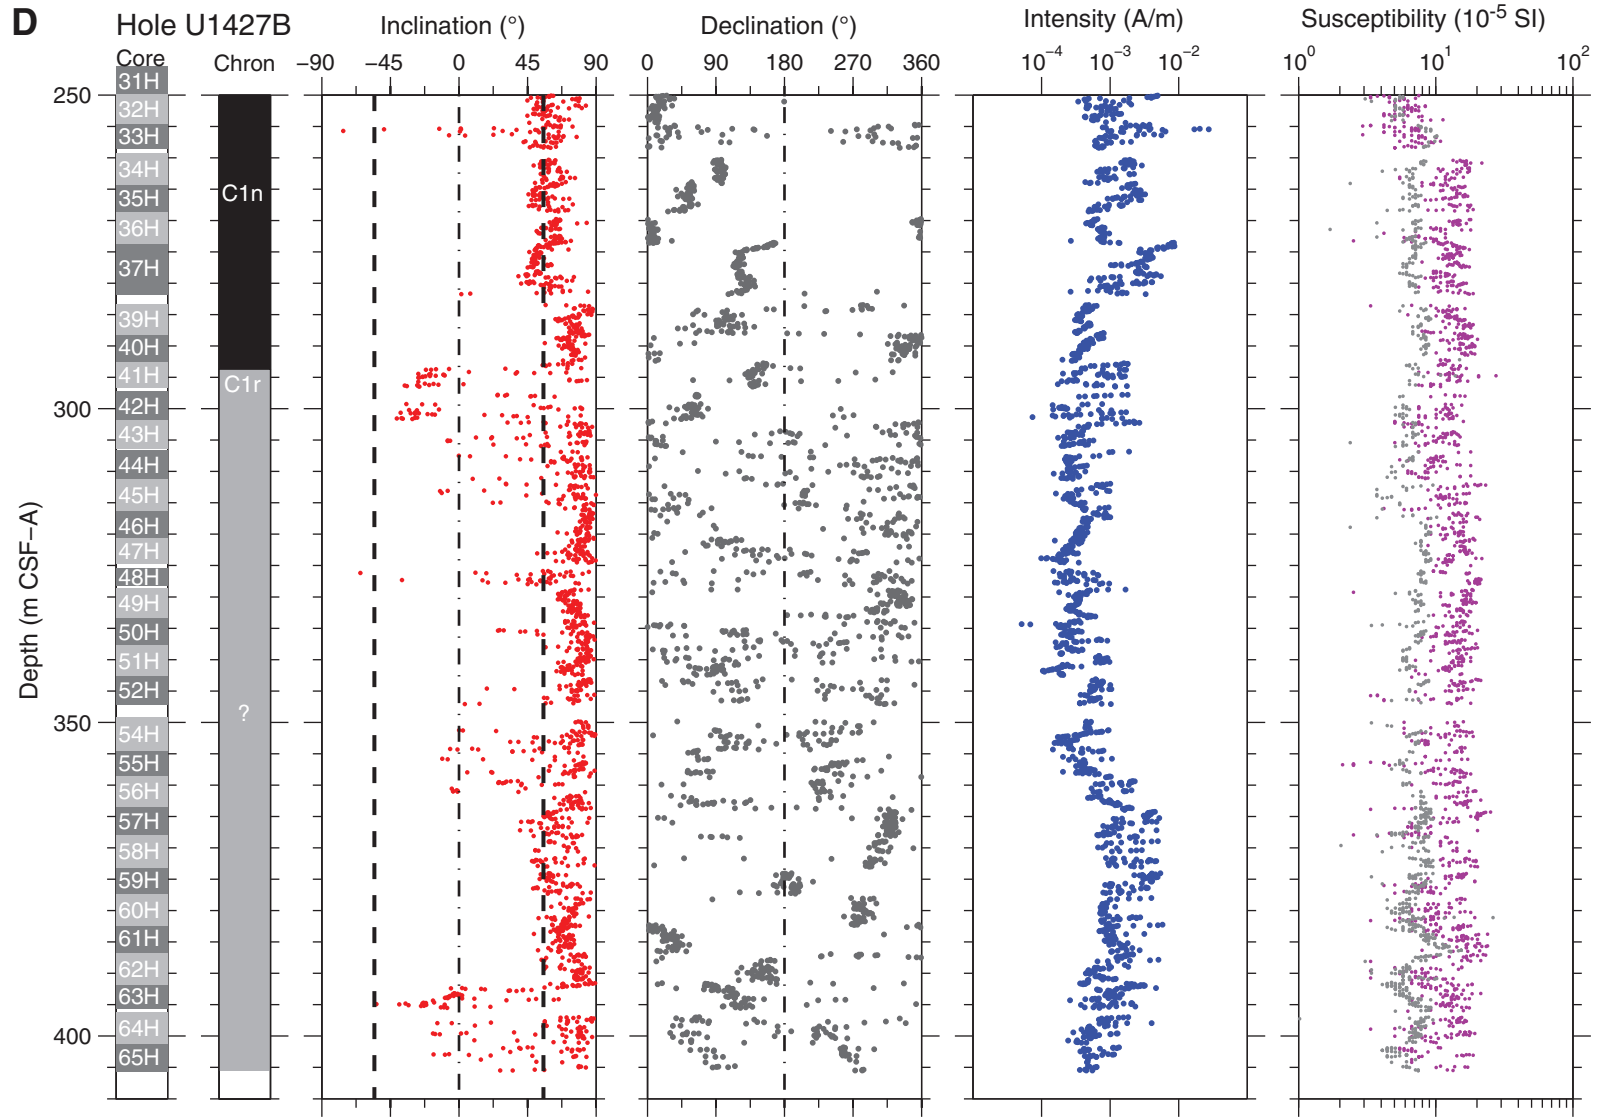 D
Hole U1427B
Inclination (°)
Declination (°)
Intensity (A/m)
Susceptibility (10-5 SI)
Core
Chron
−90
−45
0
45
90
0
90
180
270
360
10−4
10−3
10−2
100
101
102
Depth (m CSF–A)
250
300
350
400
31H
32H
33H
34H
35H
36H
37H
39H
40H
41H
42H
43H
44H
45H
46H
47H
48H
49H
50H
51H
52H
54H
55H
56H
57H
58H
59H
60H
61H
62H
63H
64H
65H
C1n
C1r
?